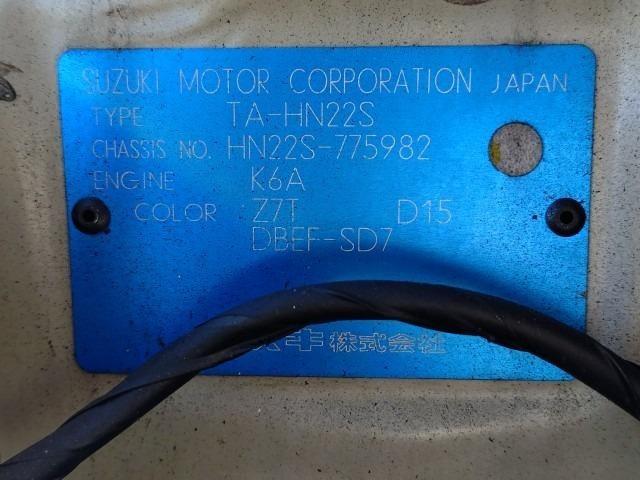 SUZUKI MOTOR CORPORATION JAPAN
TYPE TA-HN22S
CHASSIS NO. HN22S-775982
ENGINE K6A
COLOR Z7T D15
DBEF-SD7
キ株式会社